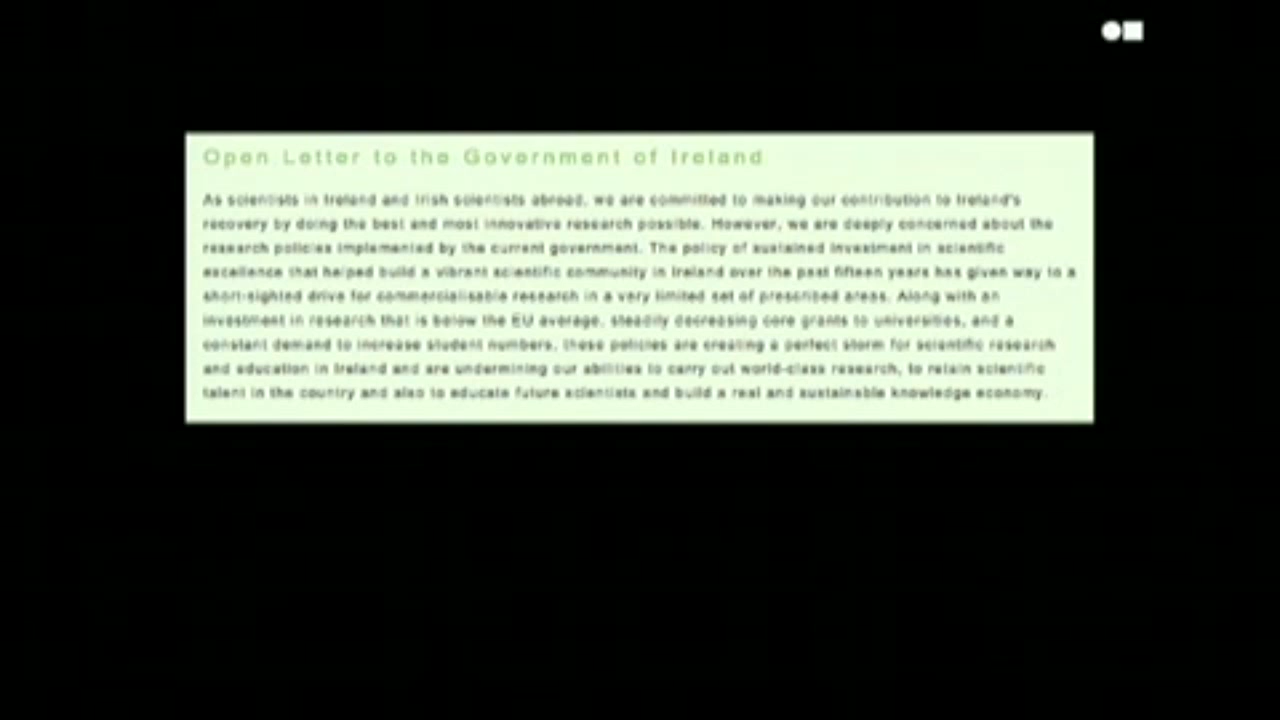 Open Letter to the Government of Ireland
As scientists in Ireland and Irish scientists abroad, we are committed to making our contribution to Ireland's
recovery by doing the best and most innovative research possible. However, we are deeply concerned about the
research policies implemented by the current government. The policy of sustained investment in scientific
excellence that helped build a vibrant scientific community in Ireland over the past fifteen years has given way to a
short-sighted drive for commercialisable research in a very limited set of prescribed areas. Along with an
investment in research that is below the EU average, steadily decreasing core grants to universities, and a
constant demand to increase student numbers, these policies are creating a perfect storm for scientific research
and education in Ireland and are undermining our abilities to carry out world-class research, to retain scientific
talent in the country and also to educate future scientists and build a real and sustainable knowledge economy.